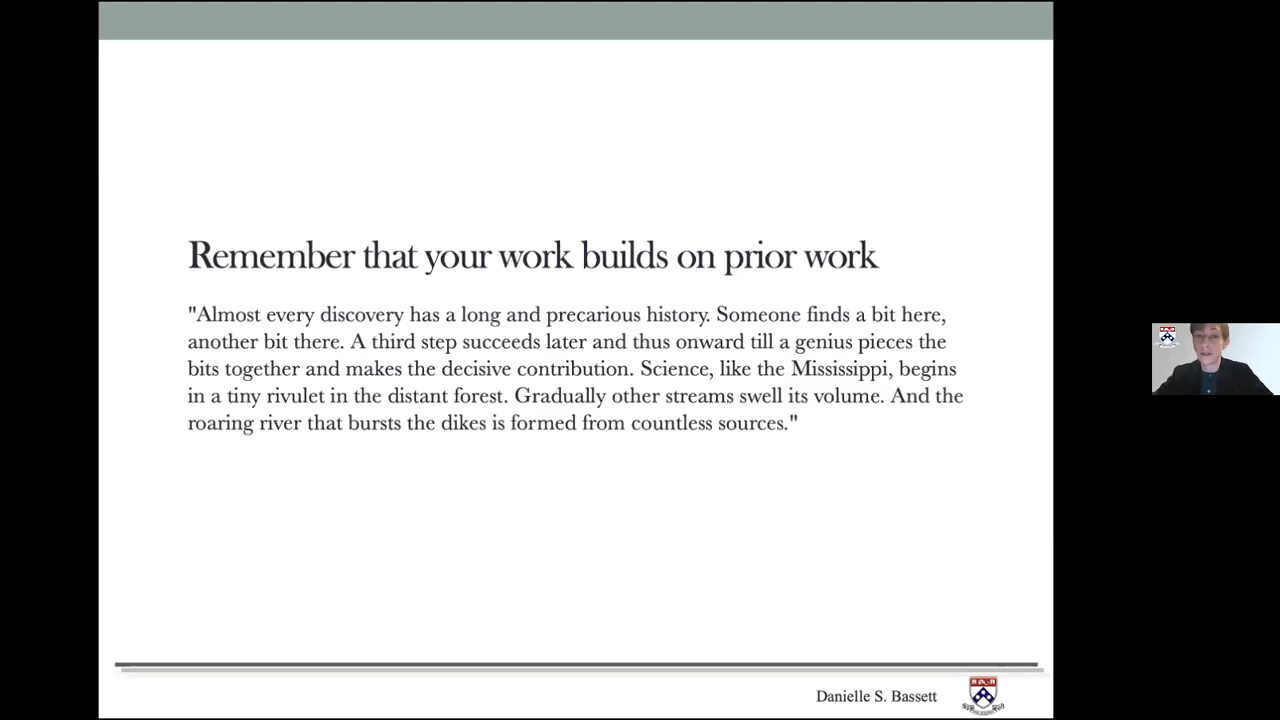 Remember that your work builds on prior work
"Almost every discovery has a long and precarious history. Someone finds a bit here,
another bit there. A third step succeeds later and thus onward till a genius pieces the
bits together and makes the decisive contribution. Science, like the Mississippi, begins
in a tiny rivulet in the distant forest. Gradually other streams swell its volume. And the
roaring river that bursts the dikes is formed from countless sources."
Danielle S. Bassett